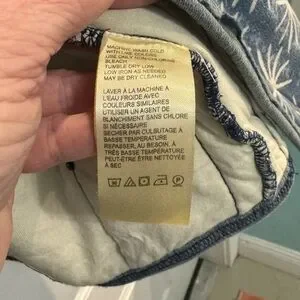 MACHINE WASH COLD
WITH LIKE COLORS
USE ONLY NON-CHLORINE
BLEACH
TUMBLE DRY LOW
LOW IRON AS NEEDED
MAY BE DRY CLEANED
LAVER À LA MACHINE À
L'EAU FROIDE AVEC
COULEURS SIMILAIRES
UTILISER UN AGENT DE
BLANCHIMENT SANS CHLORE
SI NÉCESSAIRE
SÉCHER PAR CULBUTAGE À
BASSE TEMPÉRATURE
REPASSER, AU BESOIN, À
TRÈS BASSE TEMPÉRATURE
PEUT-ÊTRE ÊTRE NETTOYÉE
À SEC